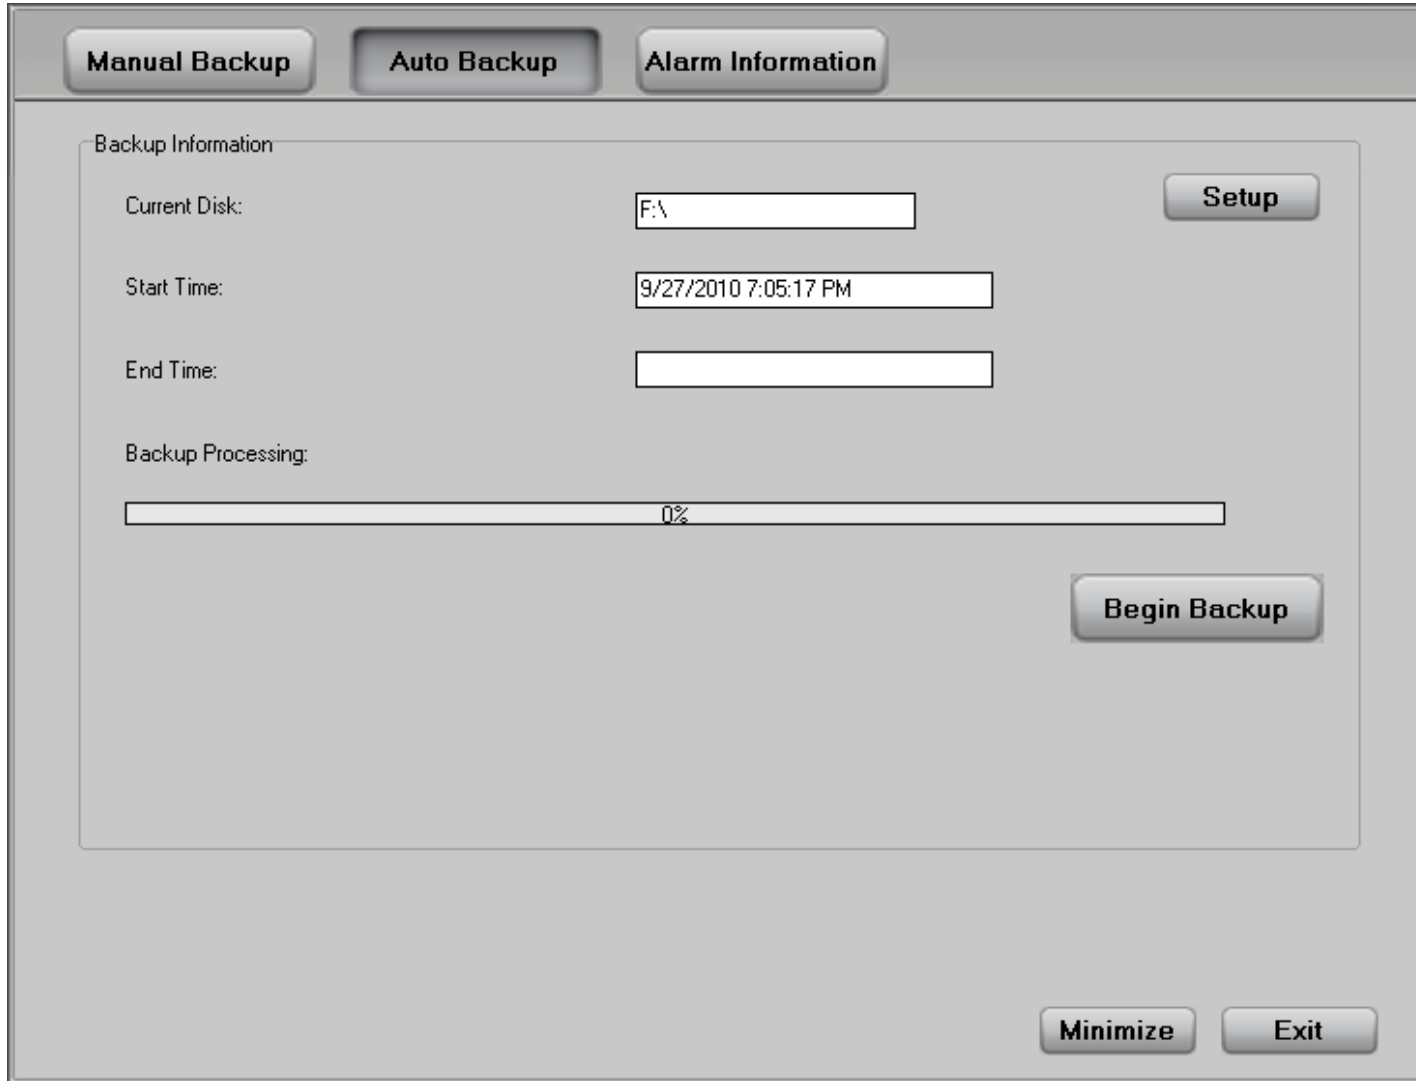 Manual Backup Auto Backup Alarm Information
Backup Information
Current Disk: F:\ Setup
Start Time: 9/27/2010 7:05:17 PM
End Time:
Backup Processing:
0%
Begin Backup
Minimize Exit